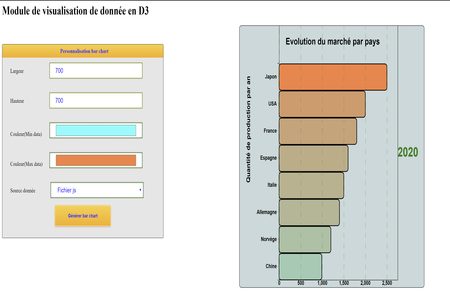 Module de visualisation de donnée en D3
Personnalisation bar chart
Largeur
700
Hauteur
700
Couleur(Min data)
Couleur(Max data)
Source donnée
Fichier js
Générer bar chart
Evolution du marché par pays
Quantité de production par an
Japon
USA
France
Espagne
Italie
Allemagne
Norvège
Chine
0 500 1,000 1,500 2,000 2,500
2020